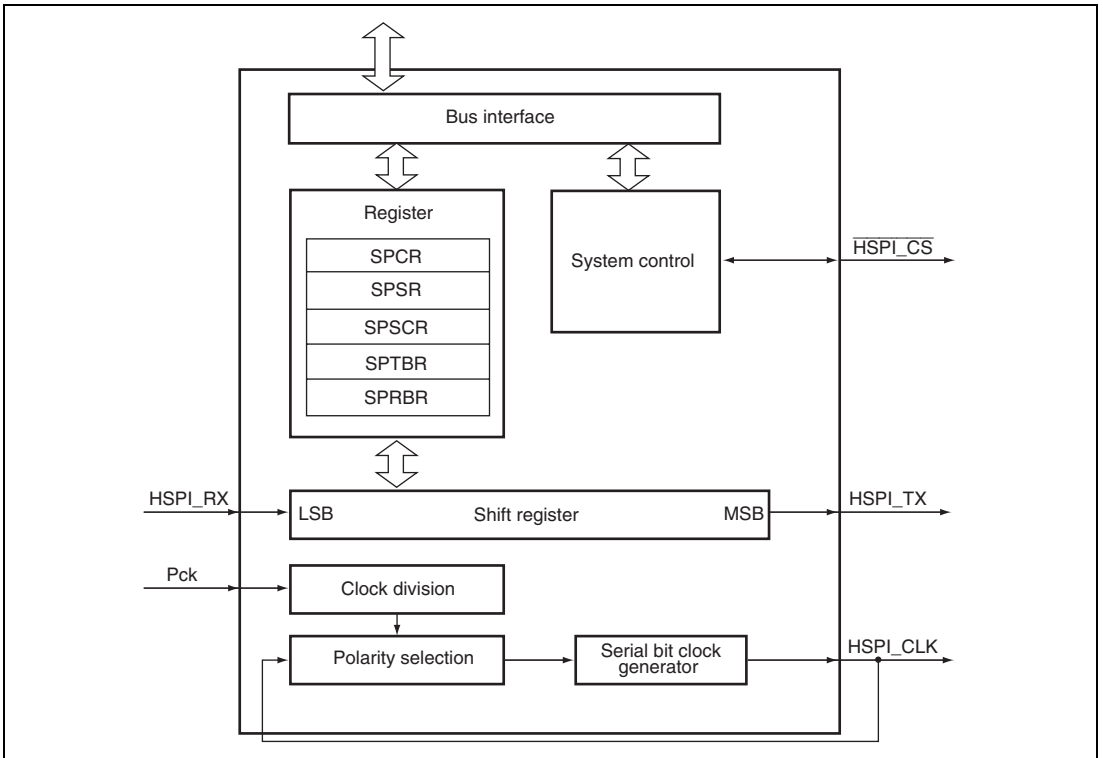 Bus interface
Register
SPCR
SPSR
SPSCR
SPTBR
SPRBR
System control
HSPI_CS
HSPI_RX
LSB
Shift register
MSB
HSPI_TX
Pck
Clock division
Polarity selection
Serial bit clock
generator
HSPI_CLK